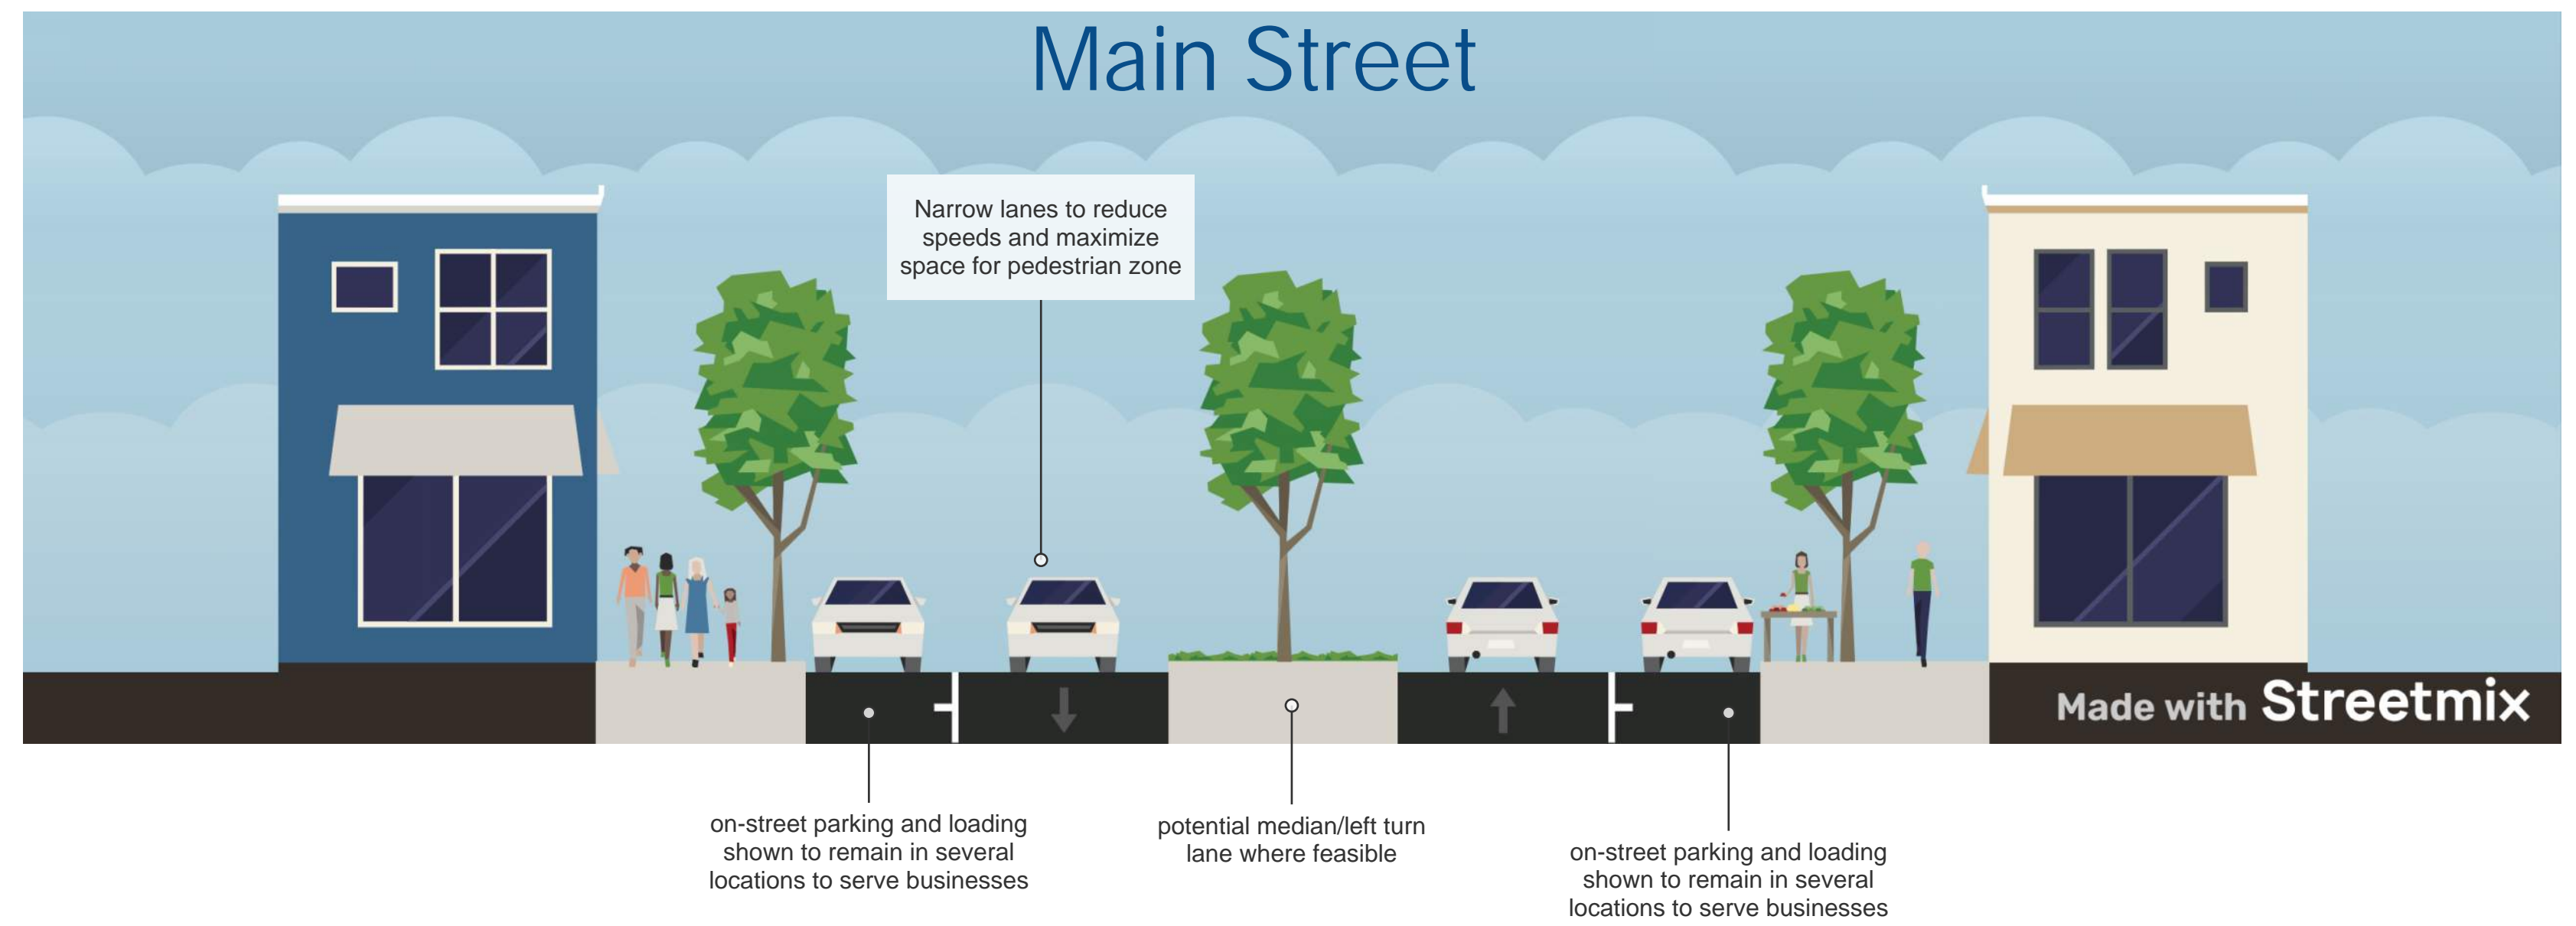 Main Street
Narrow lanes to reduce
speeds and maximize
space for pedestrian zone
Made with Streetmix
on-street parking and loading
shown to remain in several
locations to serve businesses
potential median/left turn
lane where feasible
on-street parking and loading
shown to remain in several
locations to serve businesses